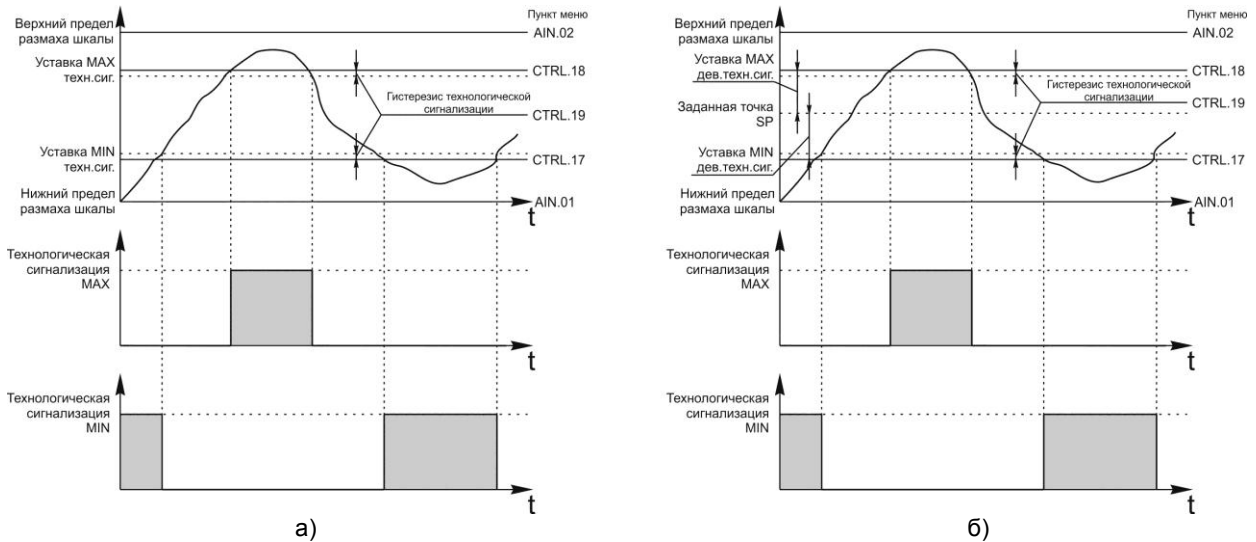 Верхний предел
размаха шкалы
Уставка MAX
техн.сиг.
Уставка MIN
техн.сиг.
Нижний предел
размаха шкалы
Гистерезис технологической
сигнализации
Пункт меню
AIN.02
CTRL.18
CTRL.19
CTRL.17
AIN.01
t
Технологическая
сигнализация
MAX
t
Технологическая
сигнализация
MIN
t
а)
Верхний предел
размаха шкалы
Уставка MAX
дев.техн.сиг.
Заданная точка
SP
Уставка MIN
дев.техн.сиг.
Нижний предел
размаха шкалы
Гистерезис технологической
сигнализации
Пункт меню
AIN.02
CTRL.18
CTRL.19
CTRL.17
AIN.01
t
Технологическая
сигнализация
MAX
t
Технологическая
сигнализация
MIN
t
б)